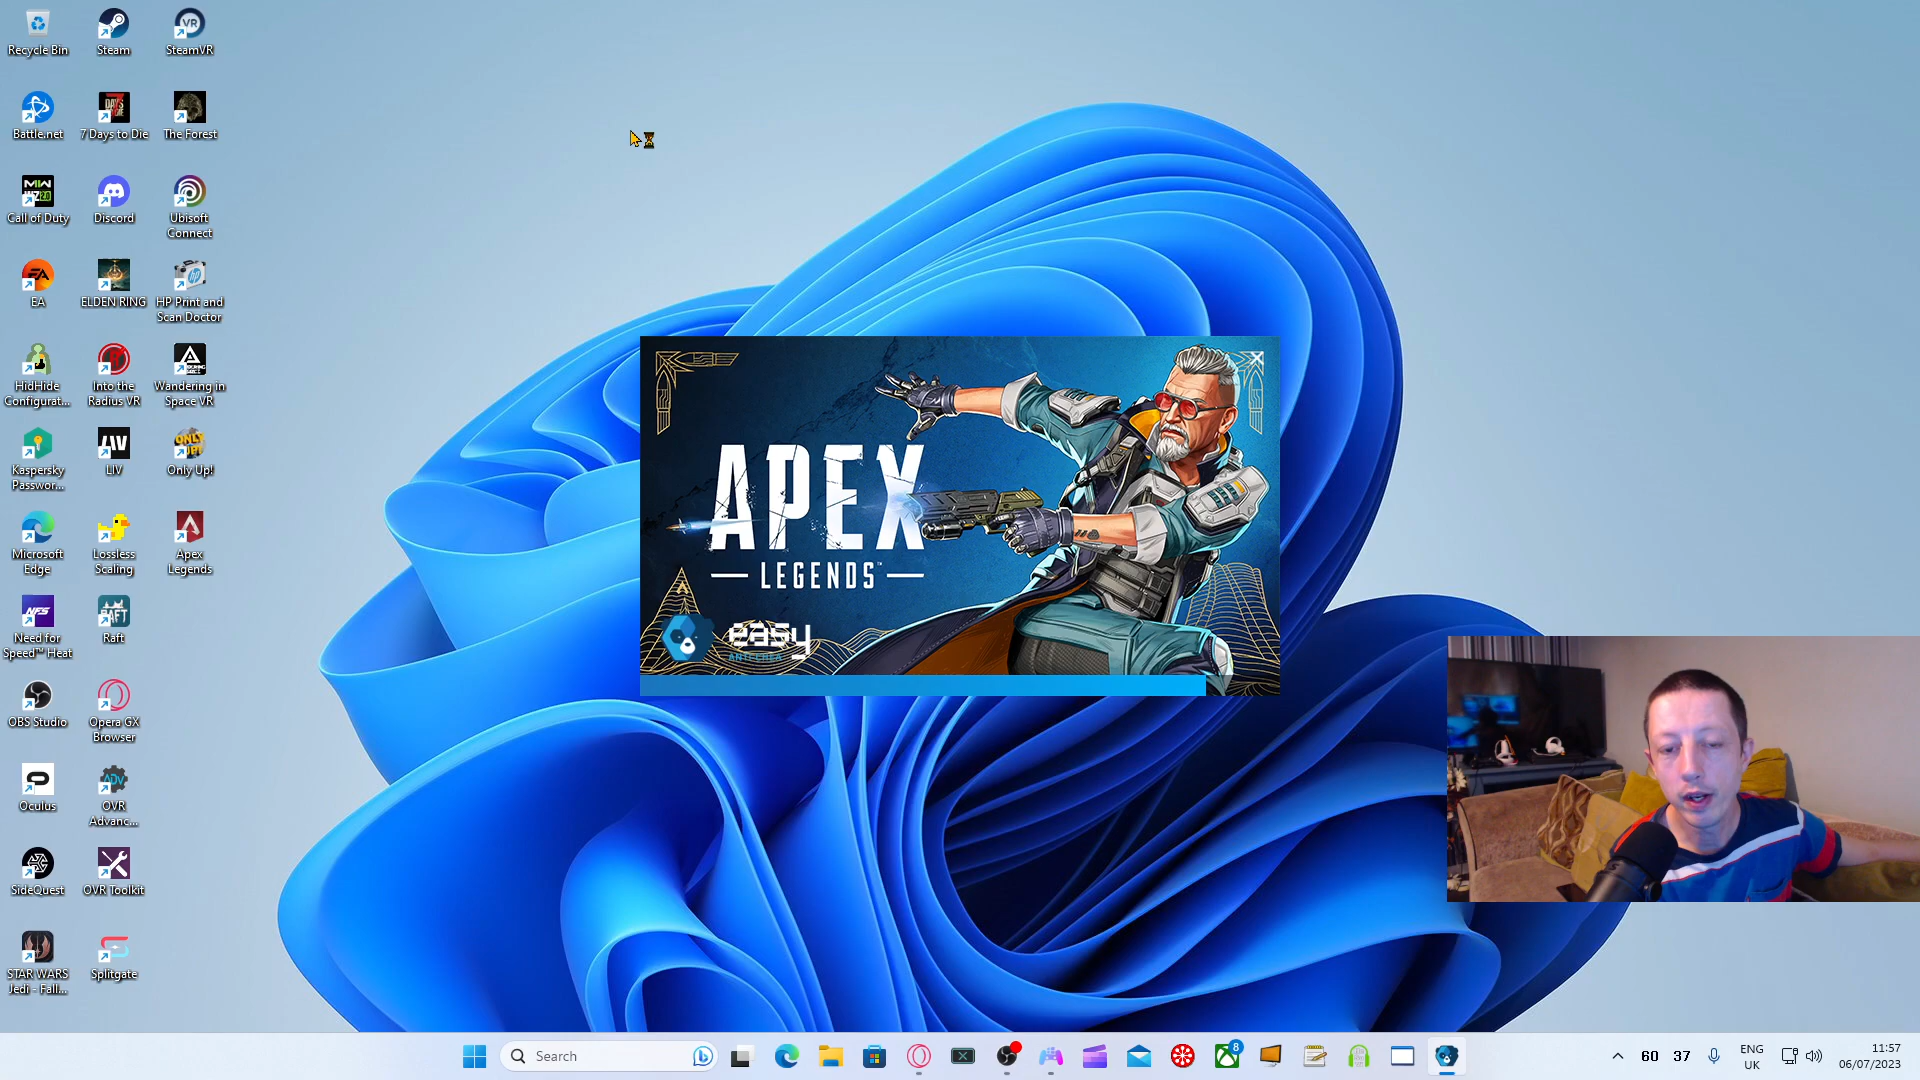 Recycle Bin
Steam
SteamVR
Battle.net
7 Days to Die
The Forest
Call of Duty
Discord
Ubisoft
Connect
EA
ELDEN RING
HP Print and
Scan Doctor
HidHide
Configurat...
Into the
Radius VR
Wandering in
Space VR
Kaspersky
Passwor...
LIV
Only Up!
Microsoft
Edge
Lossless
Scaling
Apex
Legends
Need for
Speed™ Heat
Raft
OBS Studio
Opera GX
Browser
Oculus
OVR
Advanc...
SideQuest
OVR Toolkit
STAR WARS
Jedi - Fall...
Splitgate
APEX
LEGENDS™
easy
Search
8
60 37
ENG
UK
11:57
06/07/2023